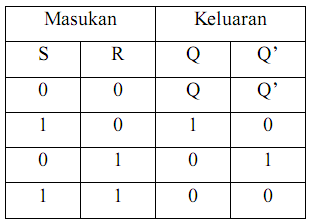 Masukan Keluaran
S R Q Q’
0 0 Q Q’
1 0 1 0
0 1 0 1
1 1 0 0